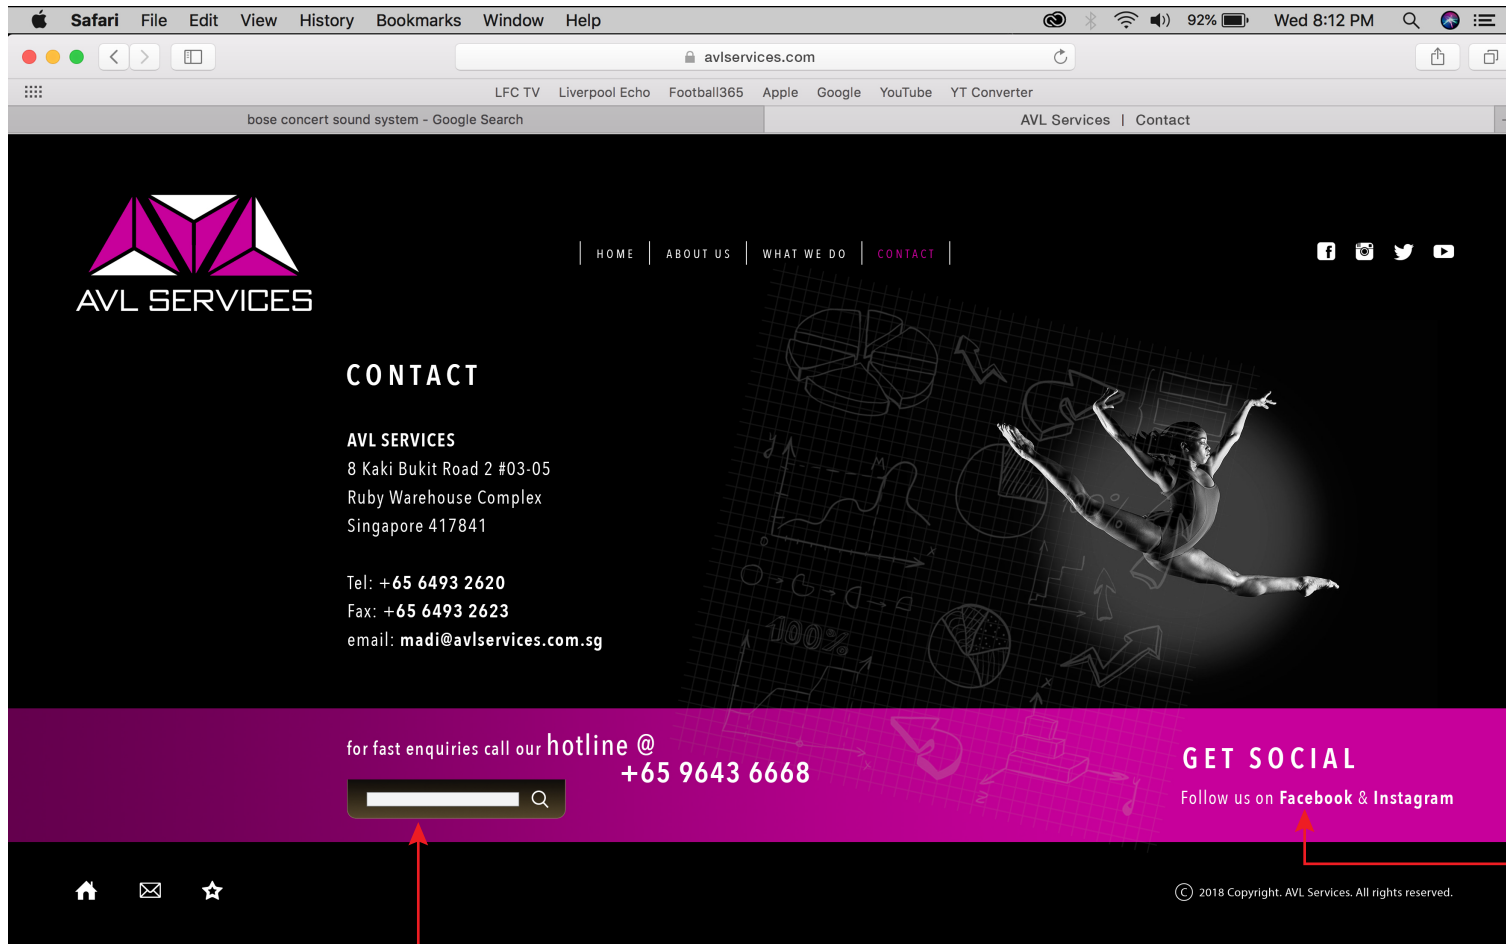 Safari File Edit View History Bookmarks Window Help 92% Wed 8:12 PM
avlservices.com
LFC TV Liverpool Echo Football365 Apple Google YouTube YT Converter
bose concert sound system - Google Search AVL Services | Contact
HOME ABOUT US WHAT WE DO CONTACT
AVL SERVICES
CONTACT
AVL SERVICES
8 Kaki Bukit Road 2 #03-05
Ruby Warehouse Complex
Singapore 417841
Tel: +65 6493 2620
Fax: +65 6493 2623
email: madi@avlservices.com.sg
y
M
100%
0
x
100%
x
z
y
for fast enquiries call our hotline @
+65 9643 6668
GET SOCIAL
Follow us on Facebook & Instagram
© 2018 Copyright. AVL Services. All rights reserved.